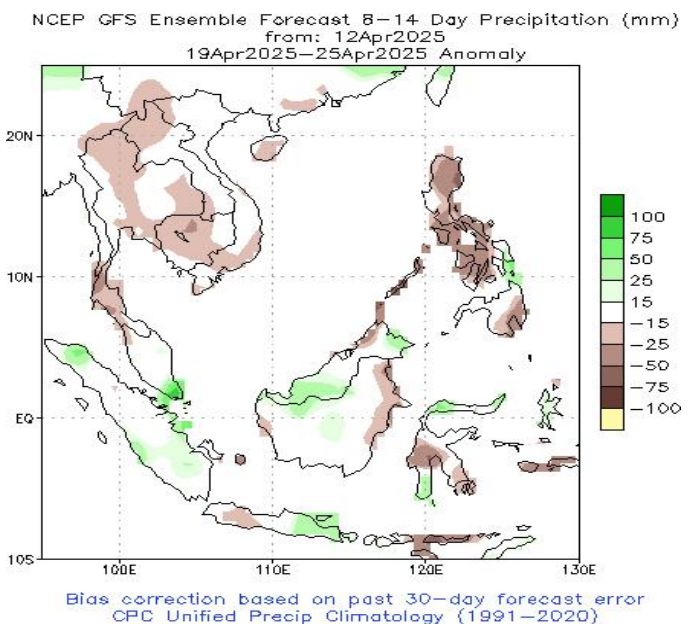 NCEP GFS Ensemble Forecast 8-14 Day Precipitation (mm)
from: 12Apr2025
19Apr2025-25Apr2025 Anomaly
20N
10N
EQ
10S
100E
110E
120E
130E
100
75
50
25
15
-15
-25
-50
-75
-100
Bias correction based on past 30-day forecast error
CPC Unified Precip Climatology (1991-2020)